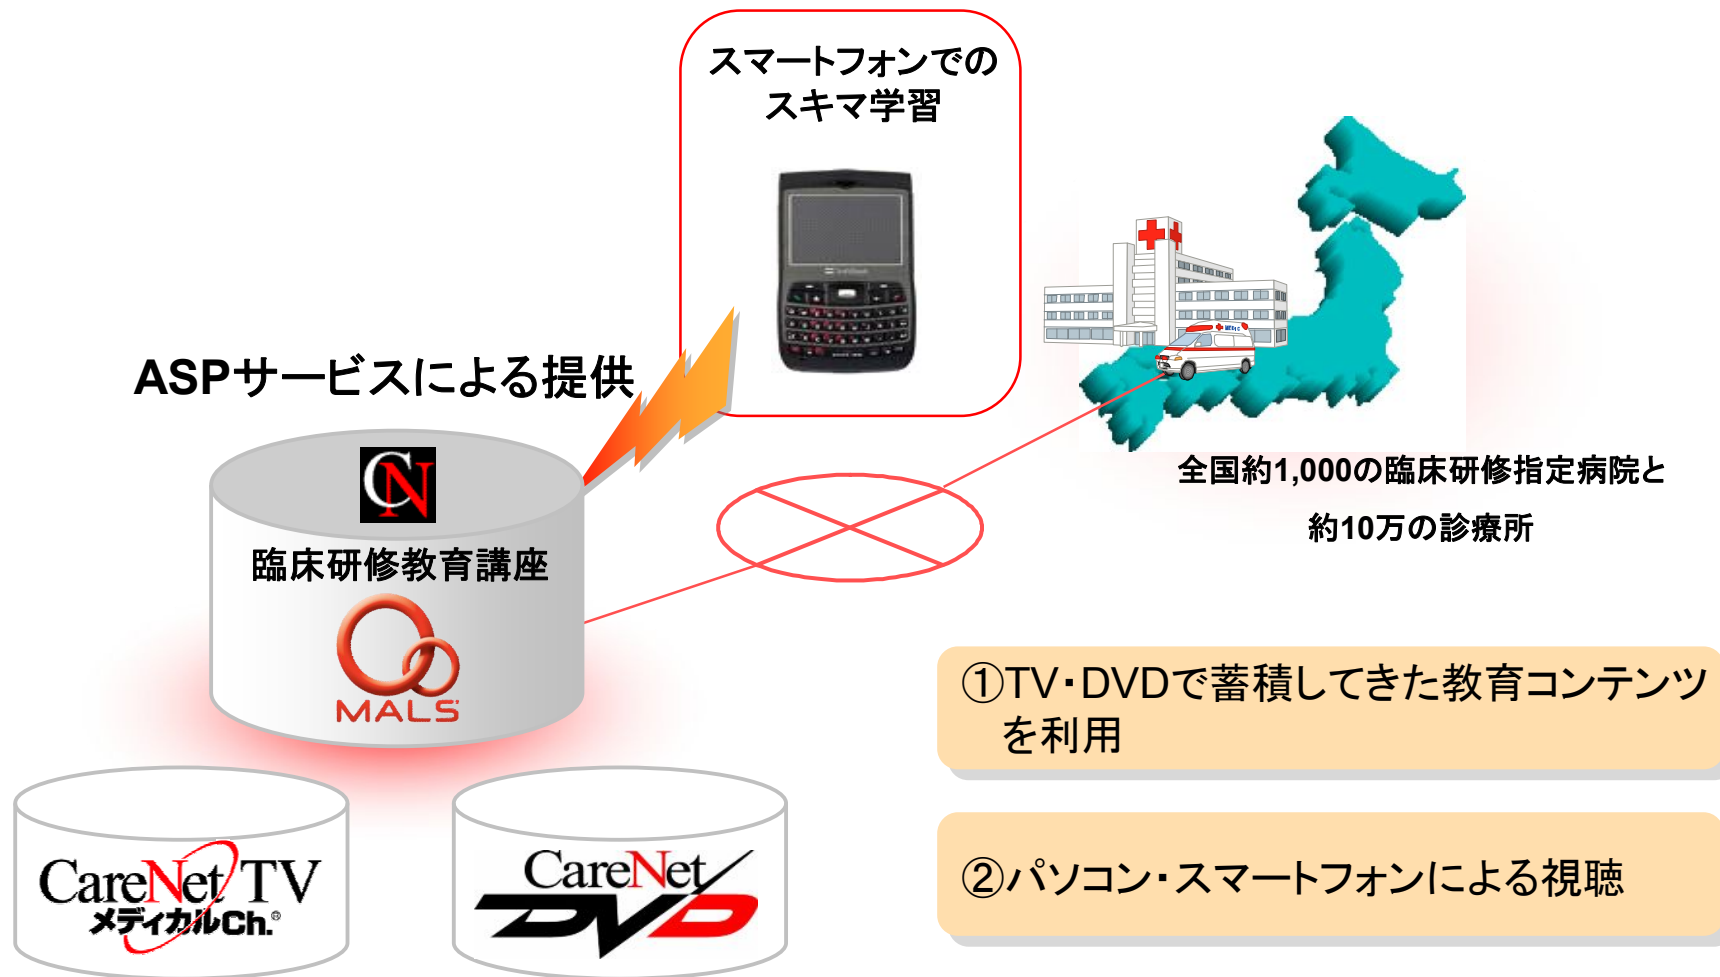 スマートフォンでの
スキマ学習
ASPサービスによる提供
CN
臨床研修教育講座
MALS
全国約1,000の臨床研修指定病院と
約10万の診療所
①TV・DVDで蓄積してきた教育コンテンツ
を利用
②パソコン・スマートフォンによる視聴
CareNet TV
メディカルCh.®
CareNet
DVD